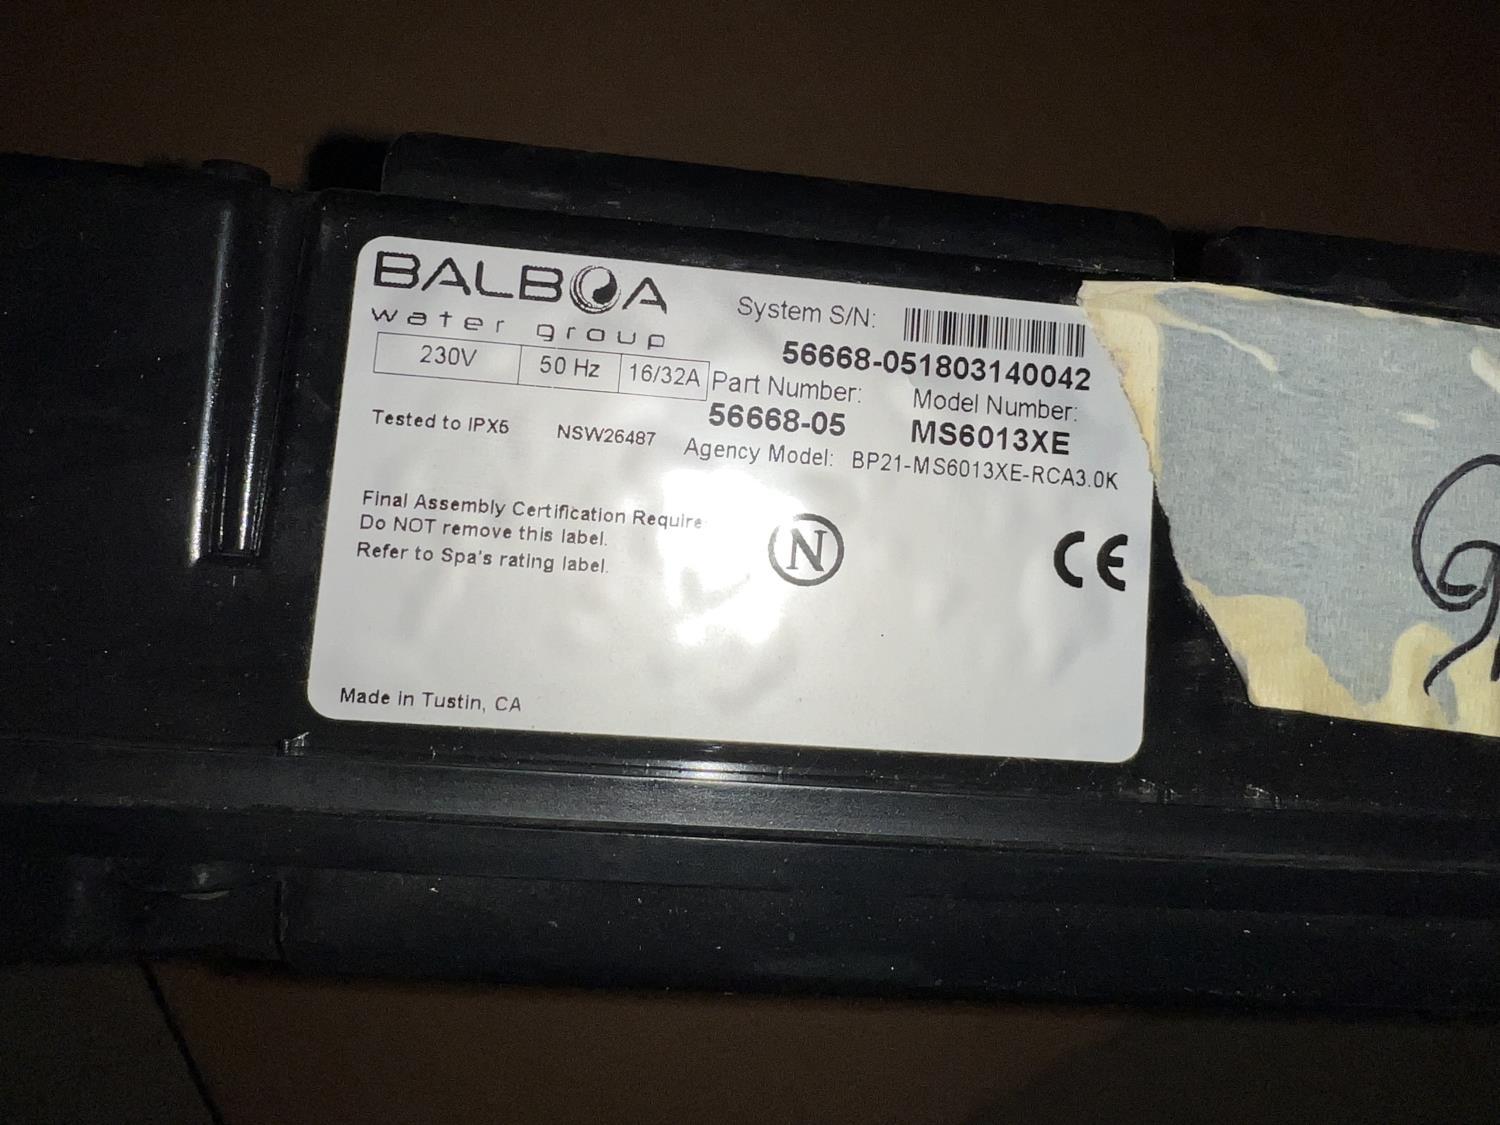 BALBOA
water group
230V 50 Hz 16/32A
Tested to IPX5 NSW26487
System S/N:
56668-051803140042
Part Number: Model Number:
56668-05 MS6013XE
Agency Model: BP21-MS6013XE-RCA3.0K
Final Assembly Certification Require
Do NOT remove this label.
Refer to Spa's rating label.
N
CE
Made in Tustin, CA